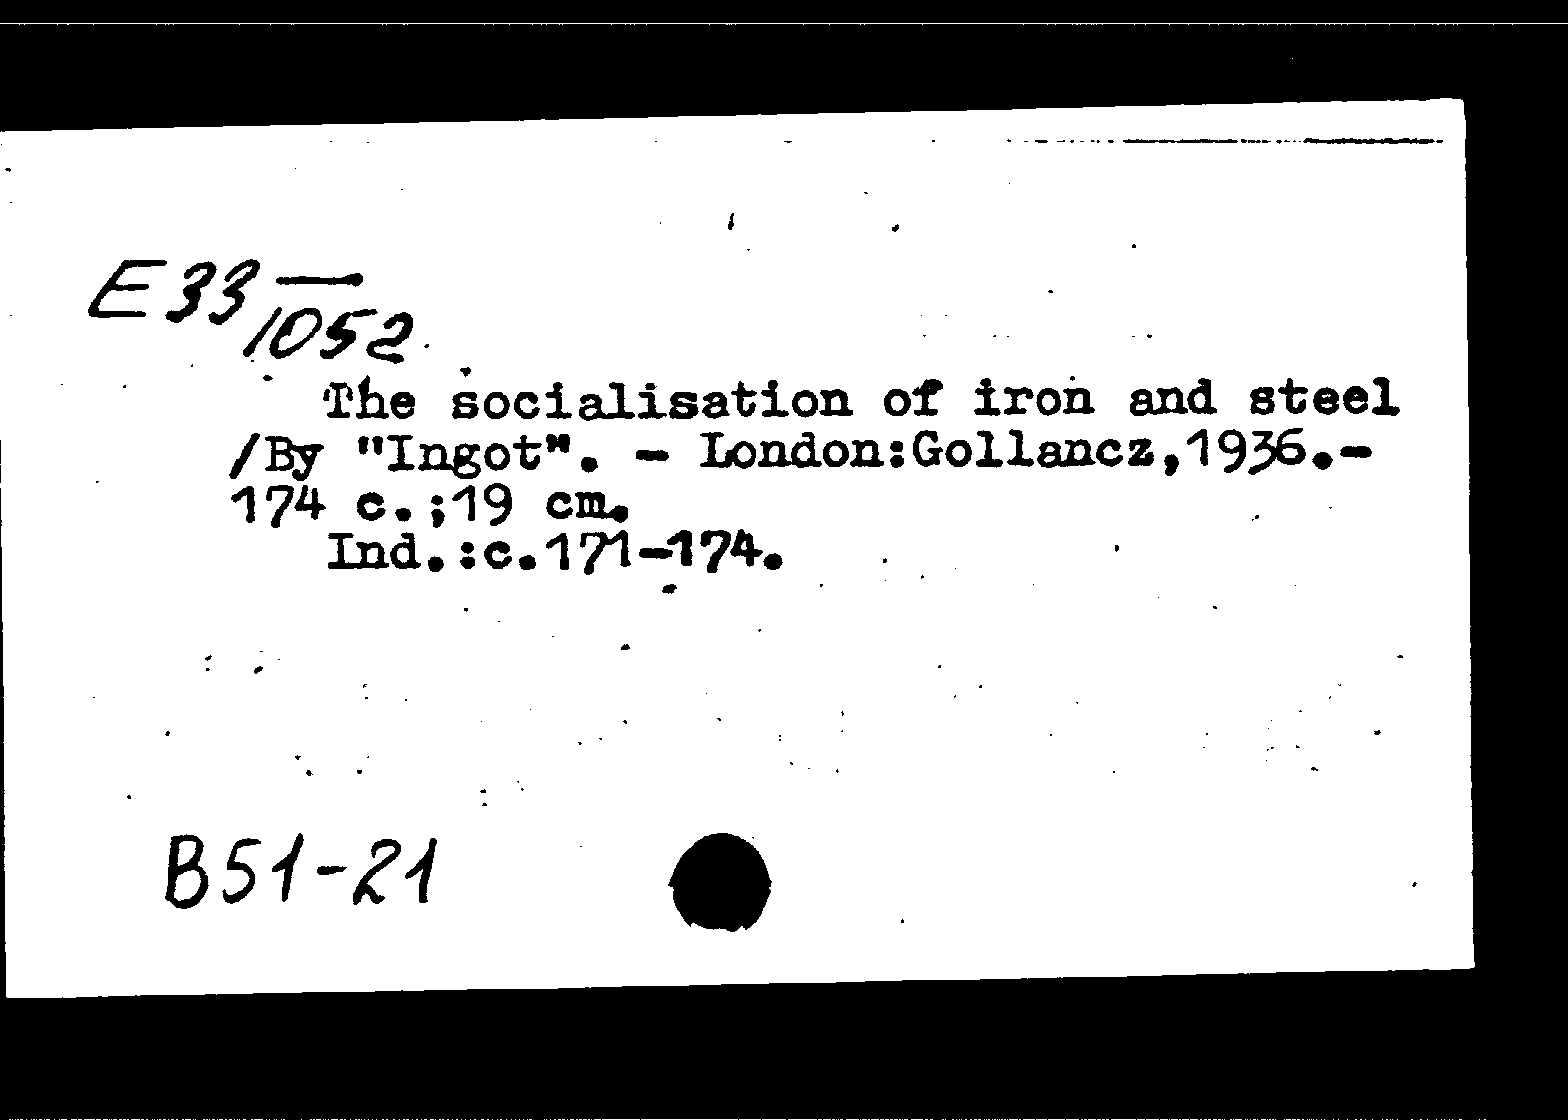 E33—
/1052
The socialisation of iron and steel
/By "Ingot". - London:Gollancz,1936.-
174 c.;19 cm.
Ind.:c.171-174.
B51-21